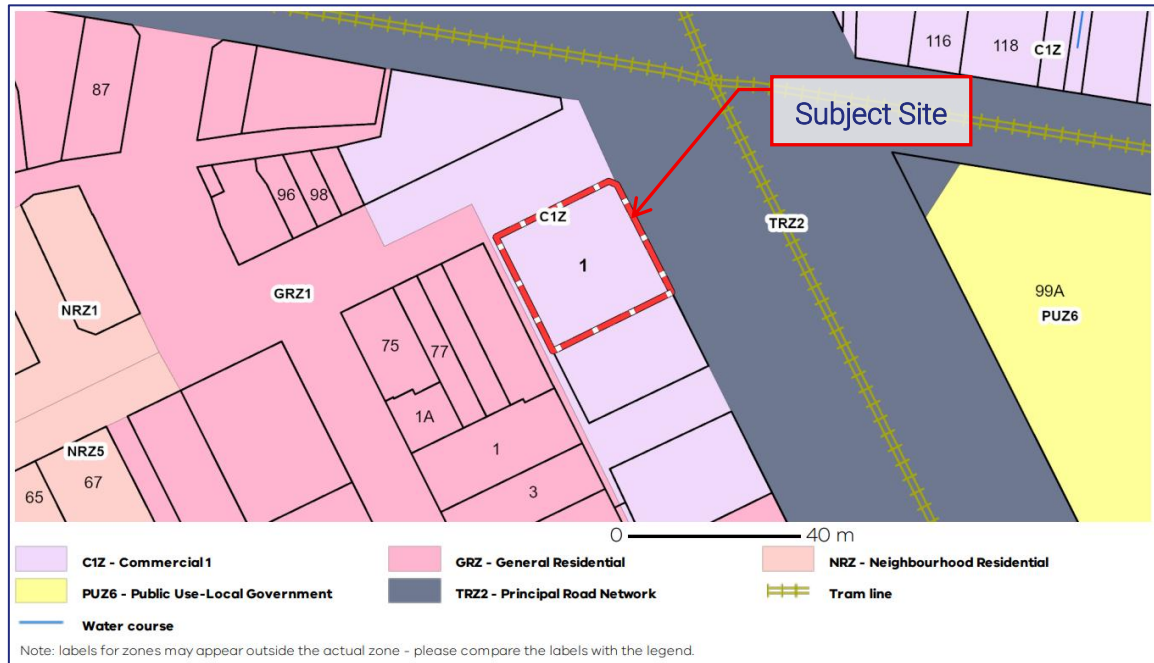 87
116
118
C1Z
Subject Site
96
98
C1Z
TRZ2
1
GRZ1
99A
PUZ6
NRZ1
75
77
1A
1
NRZ5
67
65
3
0 40 m
C1Z - Commercial 1
GRZ - General Residential
NRZ - Neighbourhood Residential
PUZ6 - Public Use-Local Government
TRZ2 - Principal Road Network
Tram line
Water course
Note: labels for zones may appear outside the actual zone - please compare the labels with the legend.